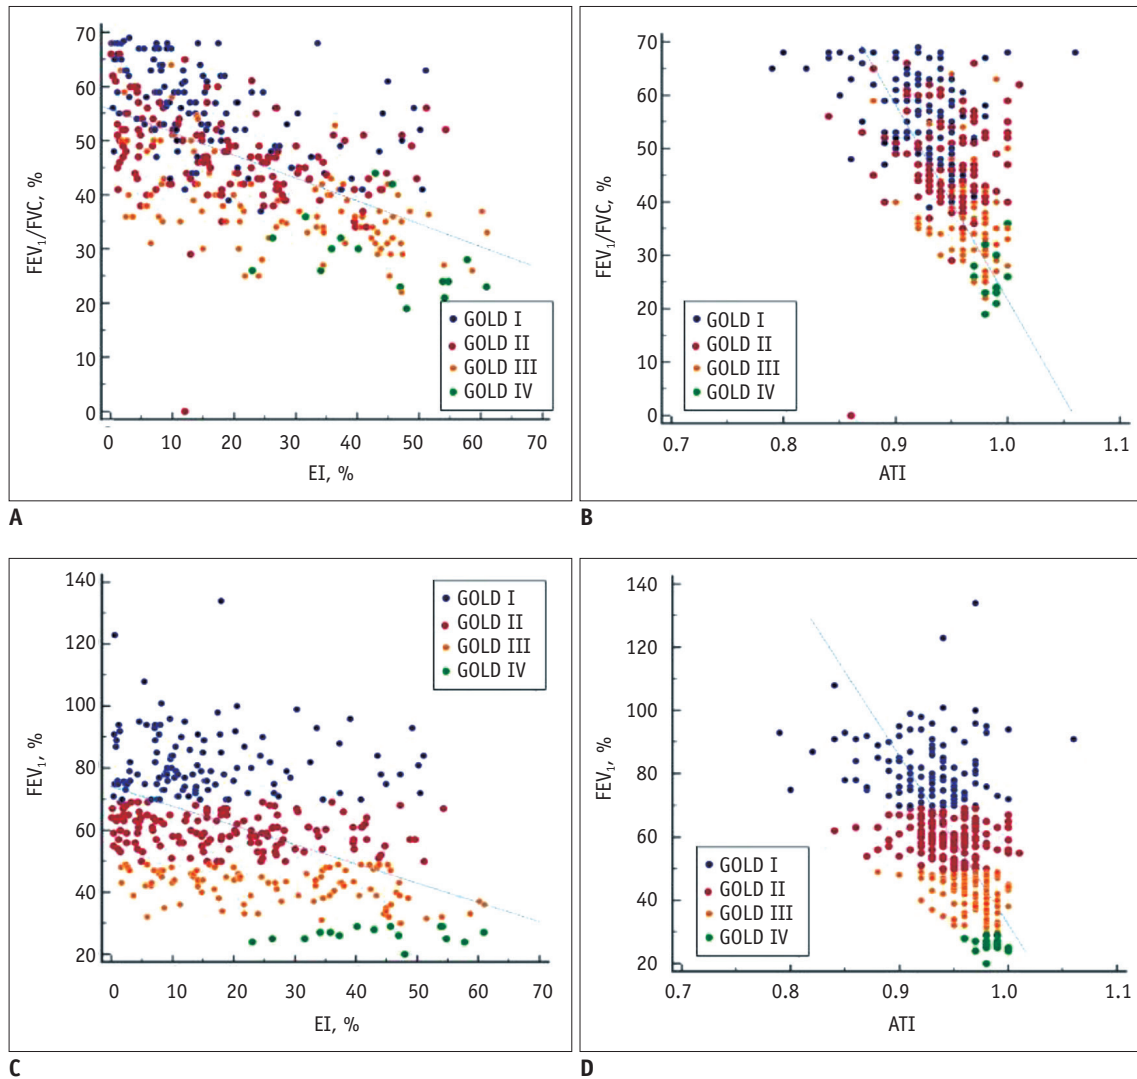 70
60
50
40
30
20
10
0
FEV₁/FVC, %
GOLD I
GOLD II
GOLD III
GOLD IV
0 10 20 30 40 50 60 70
EI, %
A
70
60
50
40
30
20
10
0
FEV₁/FVC, %
GOLD I
GOLD II
GOLD III
GOLD IV
0.7 0.8 0.9 1.0 1.1
ATI
B
140
120
100
80
60
40
20
FEV₁, %
GOLD I
GOLD II
GOLD III
GOLD IV
0 10 20 30 40 50 60 70
EI, %
C
140
120
100
80
60
40
20
FEV₁, %
GOLD I
GOLD II
GOLD III
GOLD IV
0.7 0.8 0.9 1.0 1.1
ATI
D